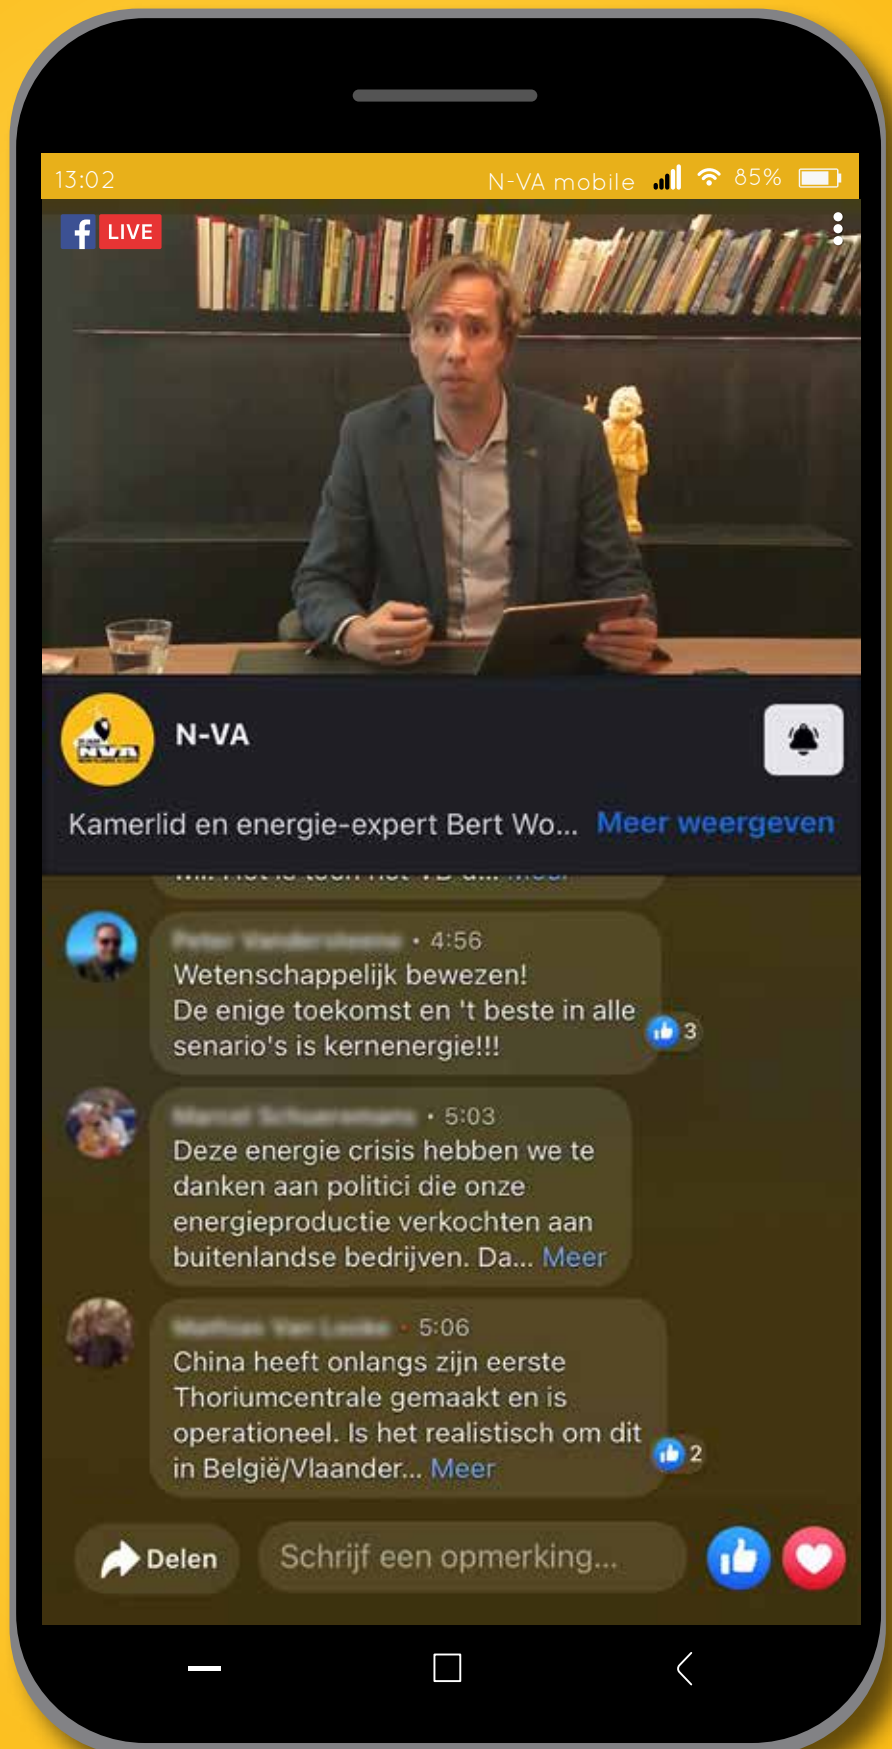 13:02
N-VA mobile
85%
f LIVE
N-VA
N-VA
Kamerlid en energie-expert Bert Wo... Meer weergeven
4:56
Wetenschappelijk bewezen!
De enige toekomst en 't beste in alle
senario's is kernenergie!!!
3
5:03
Deze energie crisis hebben we te
danken aan politici die onze
energieproductie verkochten aan
buitenlandse bedrijven. Da... Meer
5:06
China heeft onlangs zijn eerste
Thoriumcentrale gemaakt en is
operationeel. Is het realistisch om dit
in België/Vlaander... Meer
2
Delen
Schrijf een opmerking...